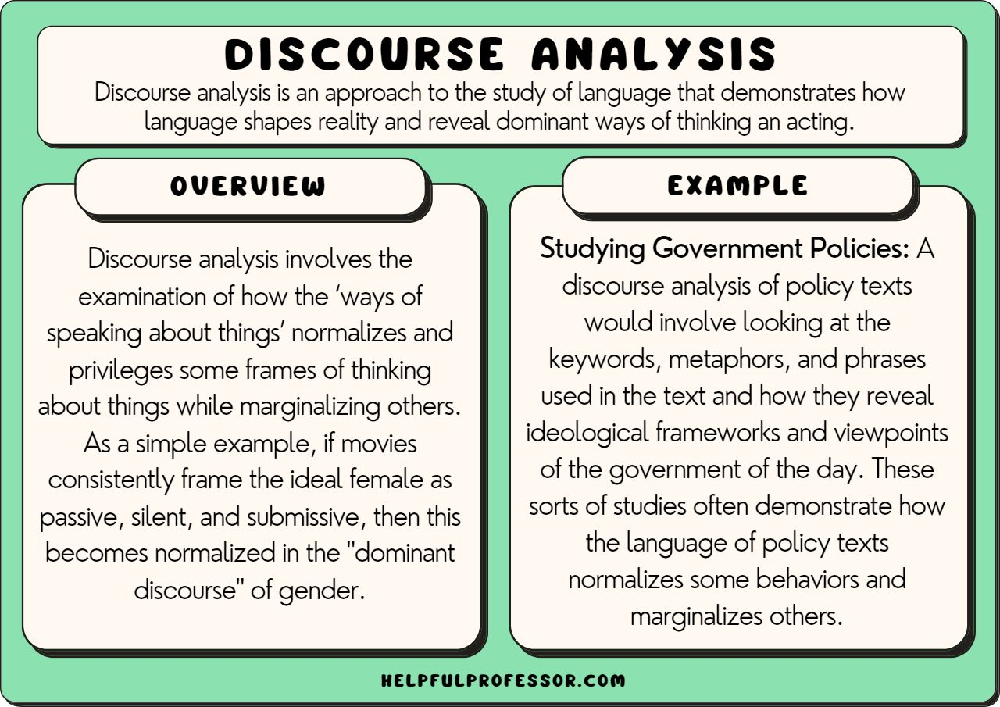 DISCOURSE ANALYSIS
Discourse analysis is an approach to the study of language that demonstrates how
language shapes reality and reveal dominant ways of thinking an acting.
OVERVIEW
Discourse analysis involves the
examination of how the ‘ways of
speaking about things’ normalizes and
privileges some frames of thinking
about things while marginalizing others.
As a simple example, if movies
consistently frame the ideal female as
passive, silent, and submissive, then this
becomes normalized in the "dominant
discourse" of gender.
EXAMPLE
Studying Government Policies: A
discourse analysis of policy texts
would involve looking at the
keywords, metaphors, and phrases
used in the text and how they reveal
ideological frameworks and viewpoints
of the government of the day. These
sorts of studies often demonstrate how
the language of policy texts
normalizes some behaviors and
marginalizes others.
HELPFULPROFESSOR.COM